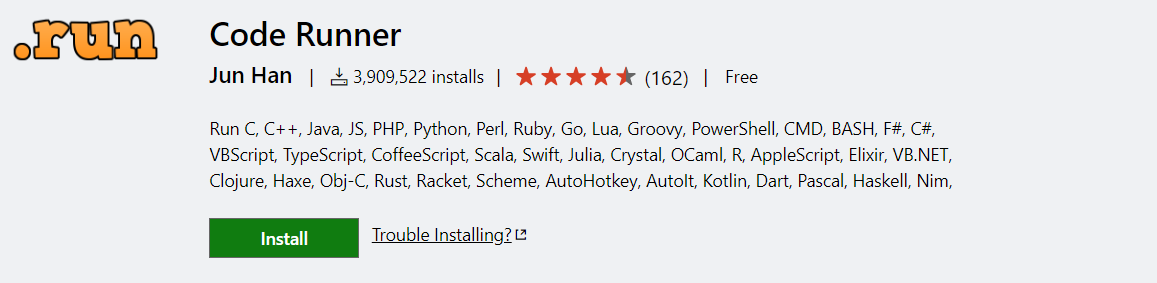 .run
Code Runner
Jun Han | 3,909,522 installs | (162) | Free
Run C, C++, Java, JS, PHP, Python, Perl, Ruby, Go, Lua, Groovy, PowerShell, CMD, BASH, F#, C#,
VBScript, TypeScript, CoffeeScript, Scala, Swift, Julia, Crystal, OCaml, R, AppleScript, Elixir, VB.NET,
Clojure, Haxe, Obj-C, Rust, Racket, Scheme, AutoHotkey, AutoIt, Kotlin, Dart, Pascal, Haskell, Nim,
Install Trouble Installing?